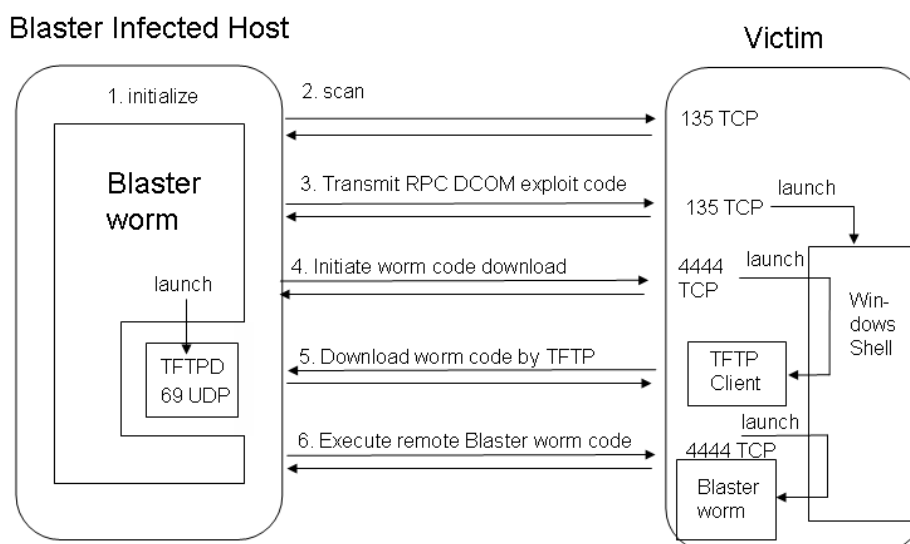 Blaster Infected Host
Victim
1. initialize
2. scan
135 TCP
Blaster
worm
3. Transmit RPC DCOM exploit code
launch
135 TCP
4. Initiate worm code download
4444
TCP
launch
launch
Win-
dows
Shell
TFTPD
69 UDP
5. Download worm code by TFTP
TFTP
Client
launch
6. Execute remote Blaster worm code
4444 TCP
Blaster
worm